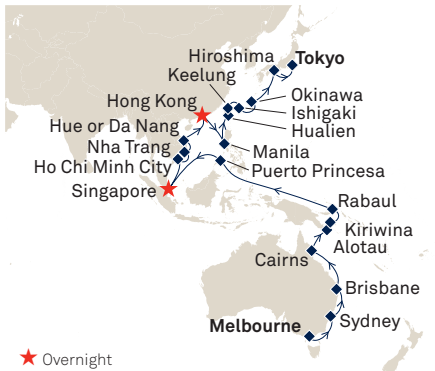 Hiroshima
Tokyo
Keelung
Okinawa
Hong Kong
Ishigaki
Hualien
Hue or Da Nang
Nha Trang
Manila
Ho Chi Minh City
Puerto Princesa
Singapore
Rabaul
Kiriwina
Alotau
Cairns
Brisbane
Sydney
Melbourne
Overnight